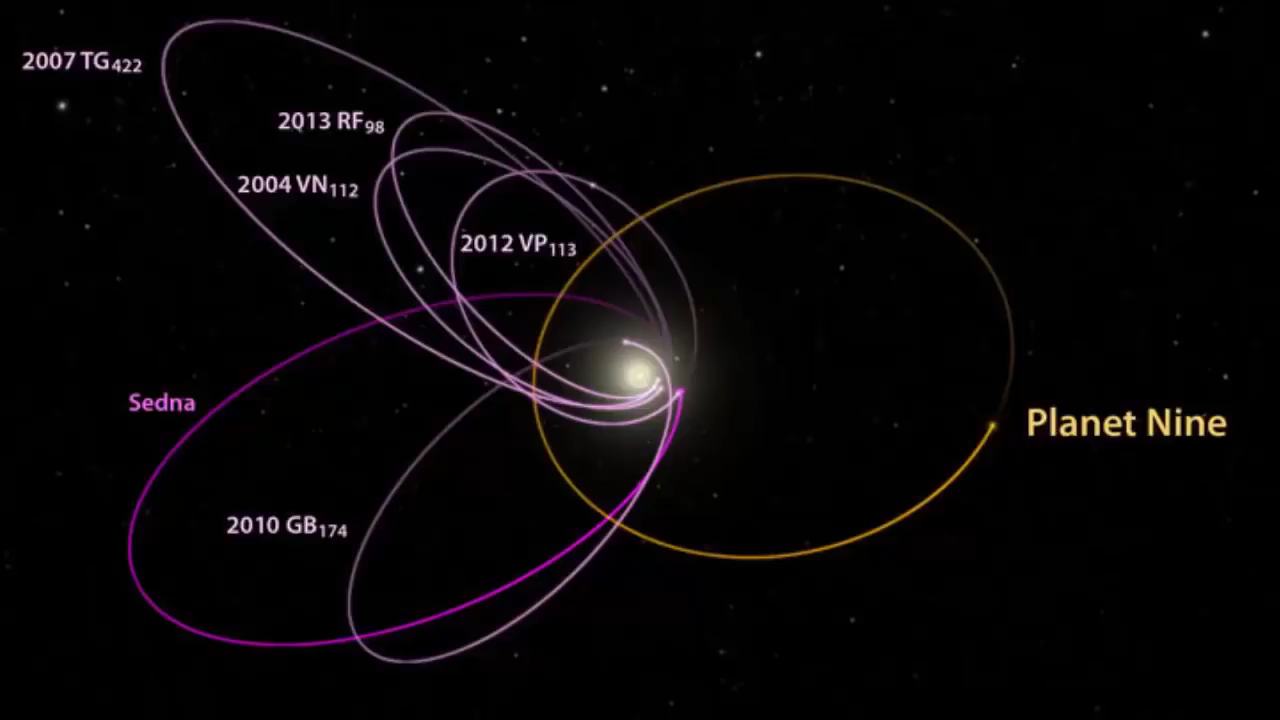 2007 TG₄₂₂
2013 RF₉₈
2004 VN₁₁₂
2012 VP₁₁₃
Sedna
Planet Nine
2010 GB₁₇₄